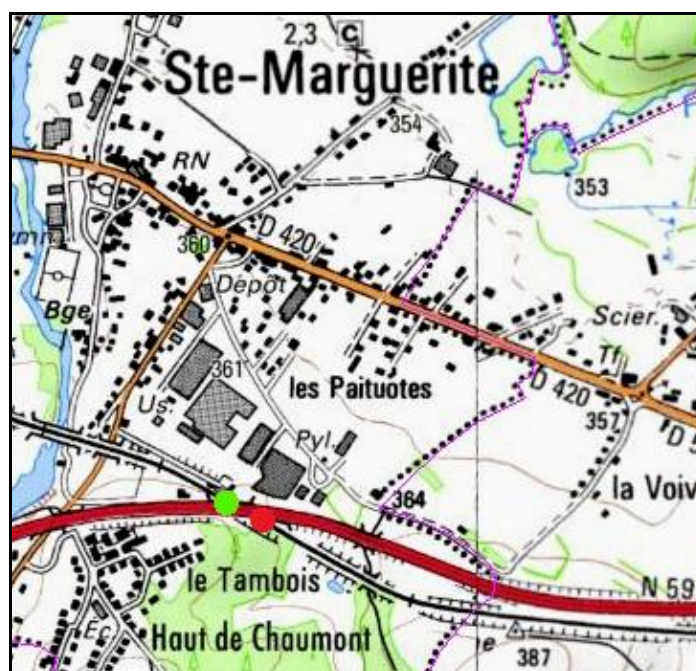 2,3 C
Ste-Marguerite
354
RN
353
360
D 420
Dépôt
Scier.
Bge
Tf
361
les Paituotes
D 420
Us.
357
Pyl.
la Voiv
364
le Tambois
N 59
Haut de Chaumont
Ec
387